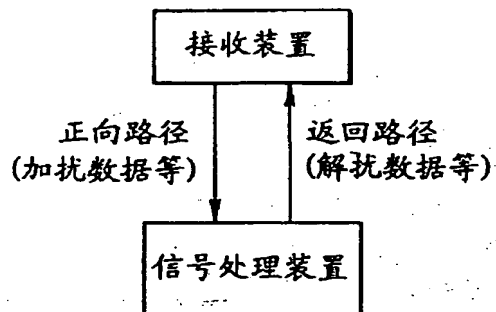 接收装置
正向路径
(加扰数据等)
返回路径
(解扰数据等)
信号处理装置